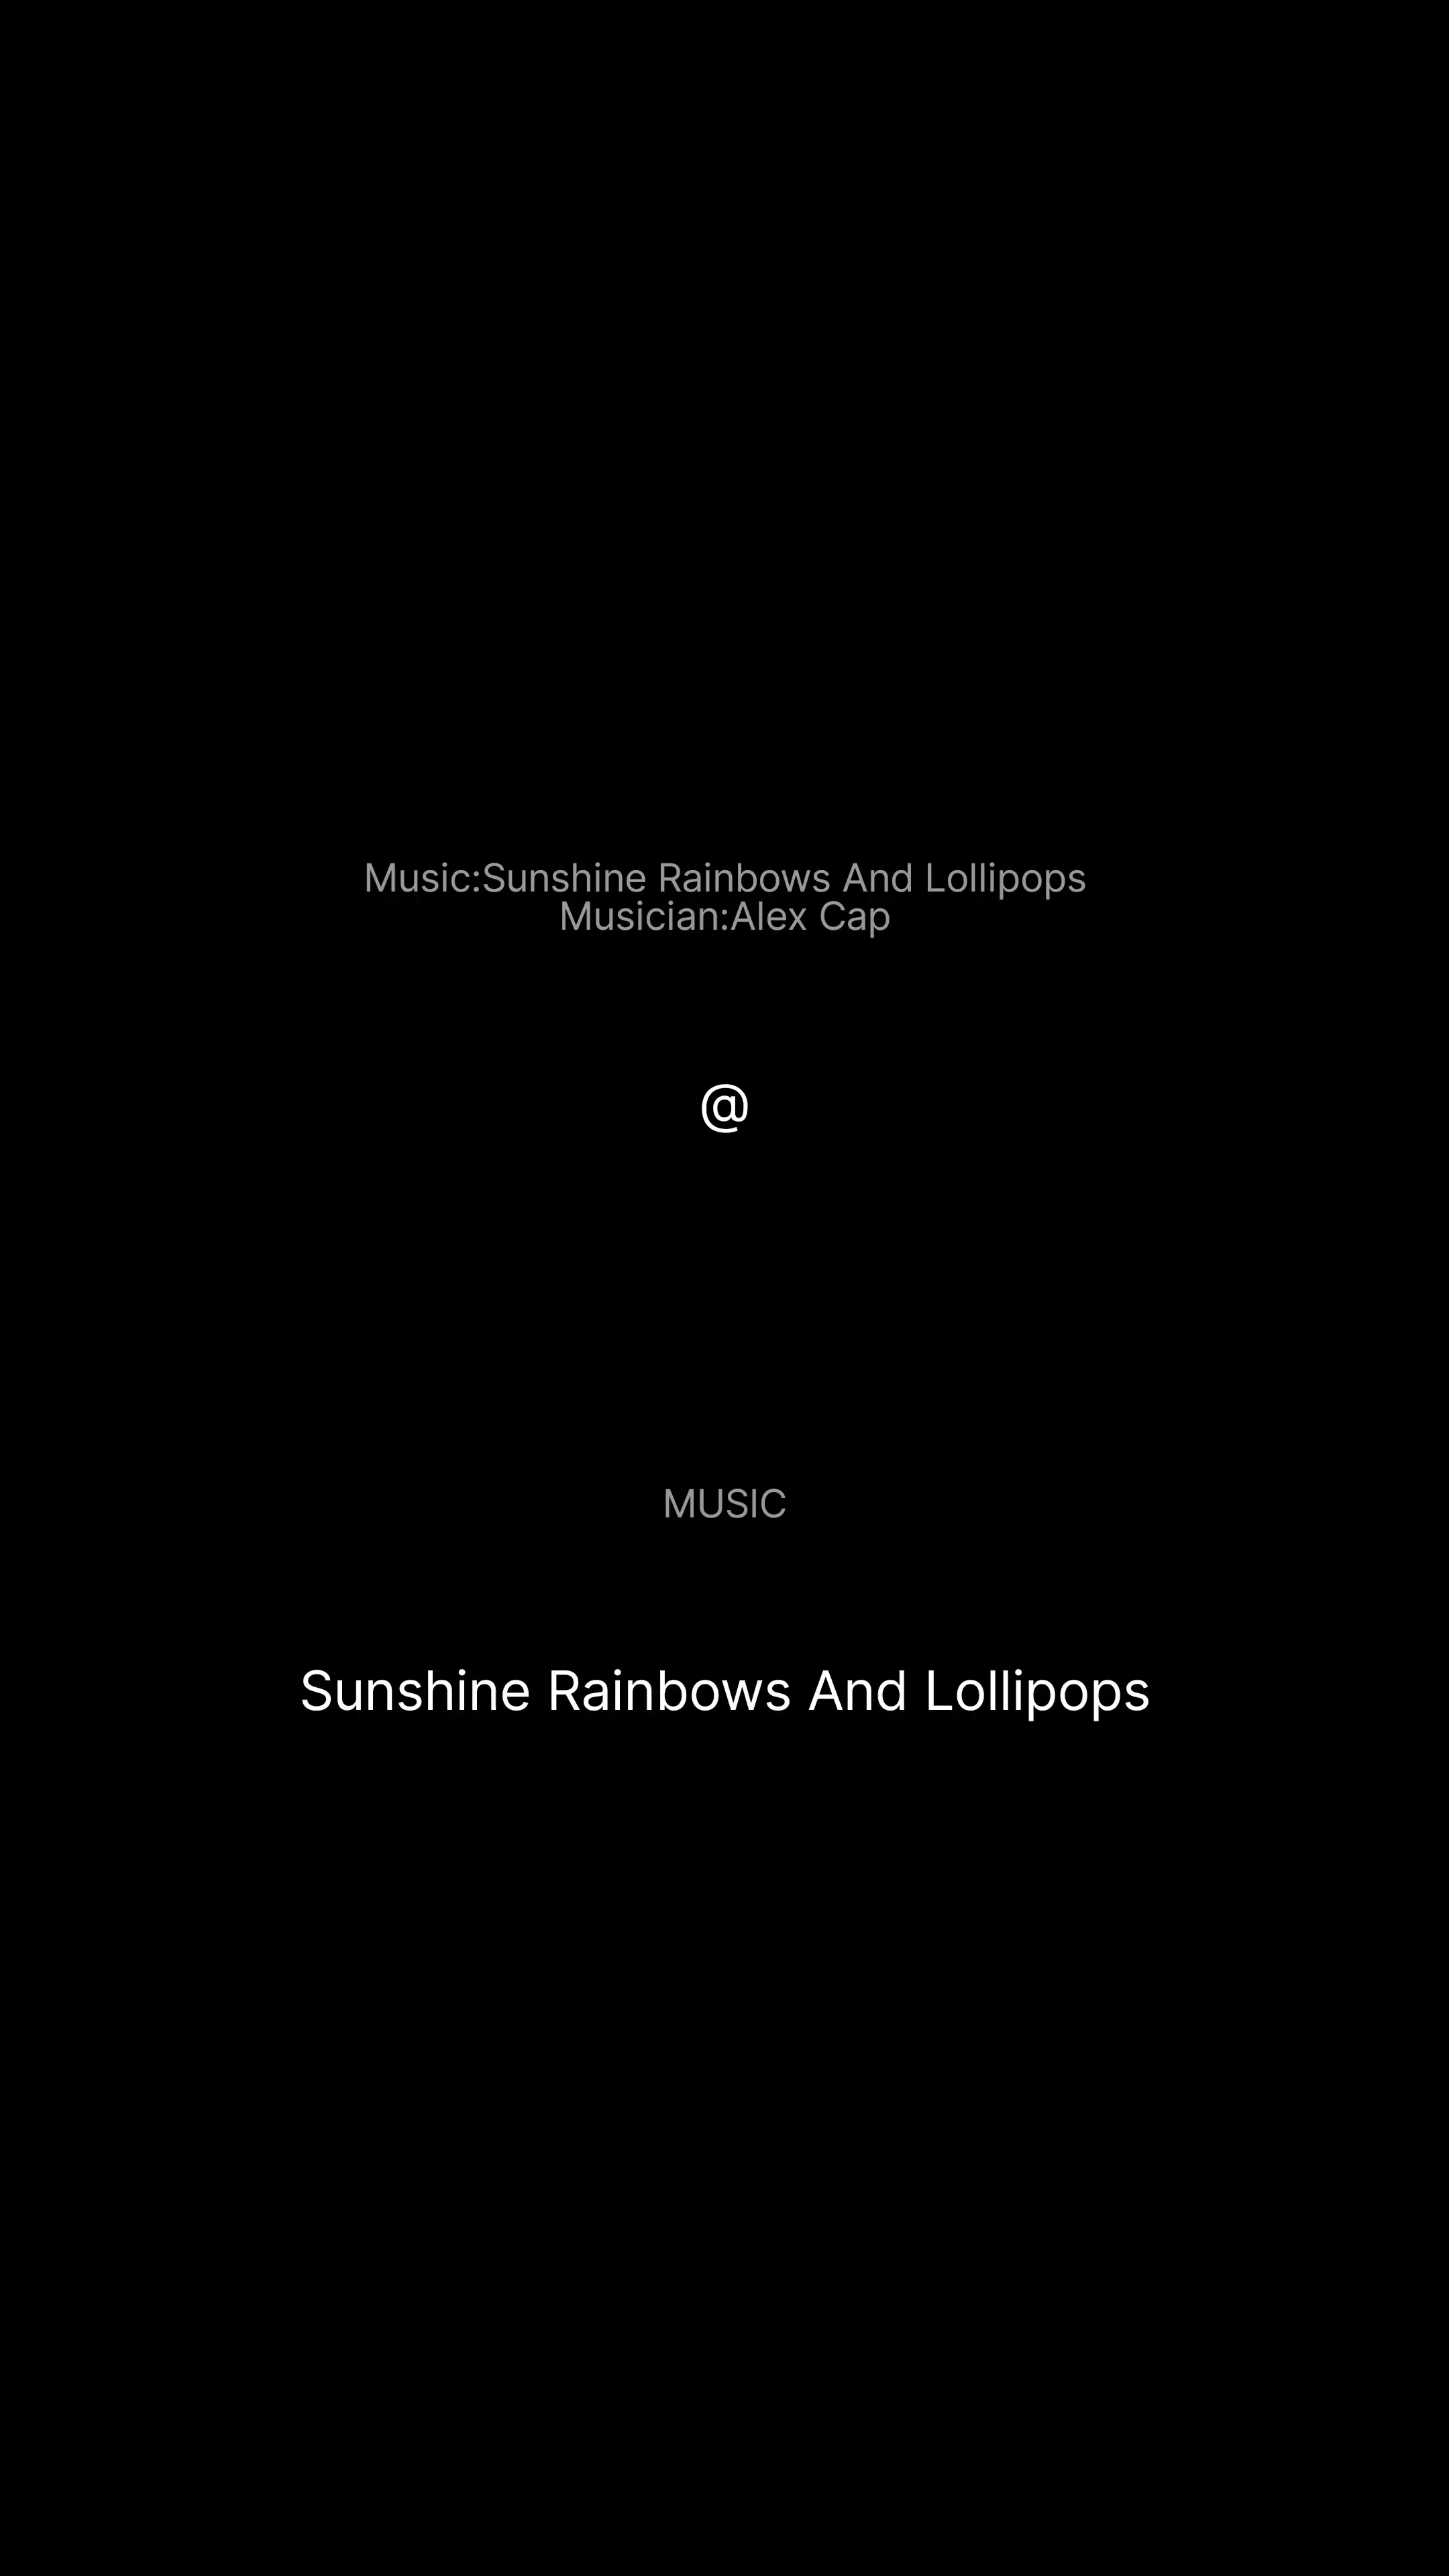 Music:Sunshine Rainbows And Lollipops
Musician:Alex Cap
@
MUSIC
Sunshine Rainbows And Lollipops